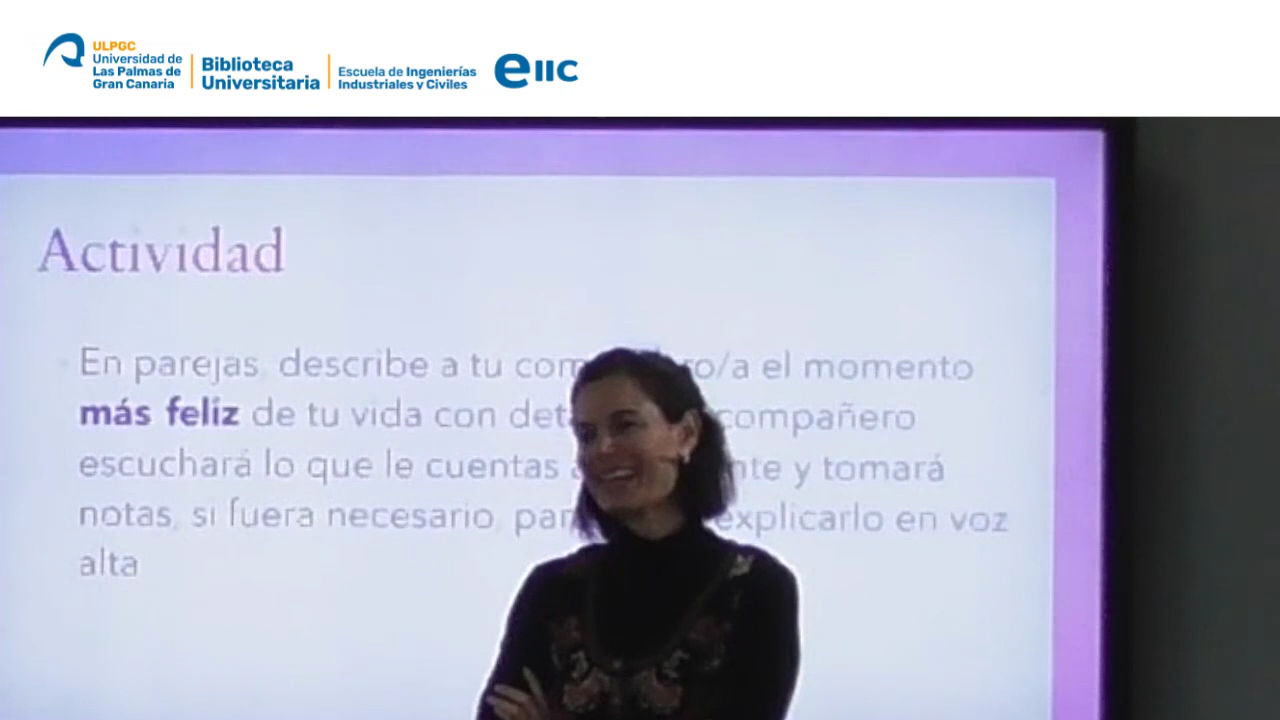 ULPGC
Universidad de
Las Palmas de
Gran Canaria
Biblioteca
Universitaria
Escuela de Ingenierías
Industriales y Civiles
eiic
Actividad
En parejas, describe a tu com ro/a el momento
más feliz de tu vida con det compañero
escuchará lo que le cuentas nte y tomará
notas, si fuera necesario, par explicarlo en voz
alta